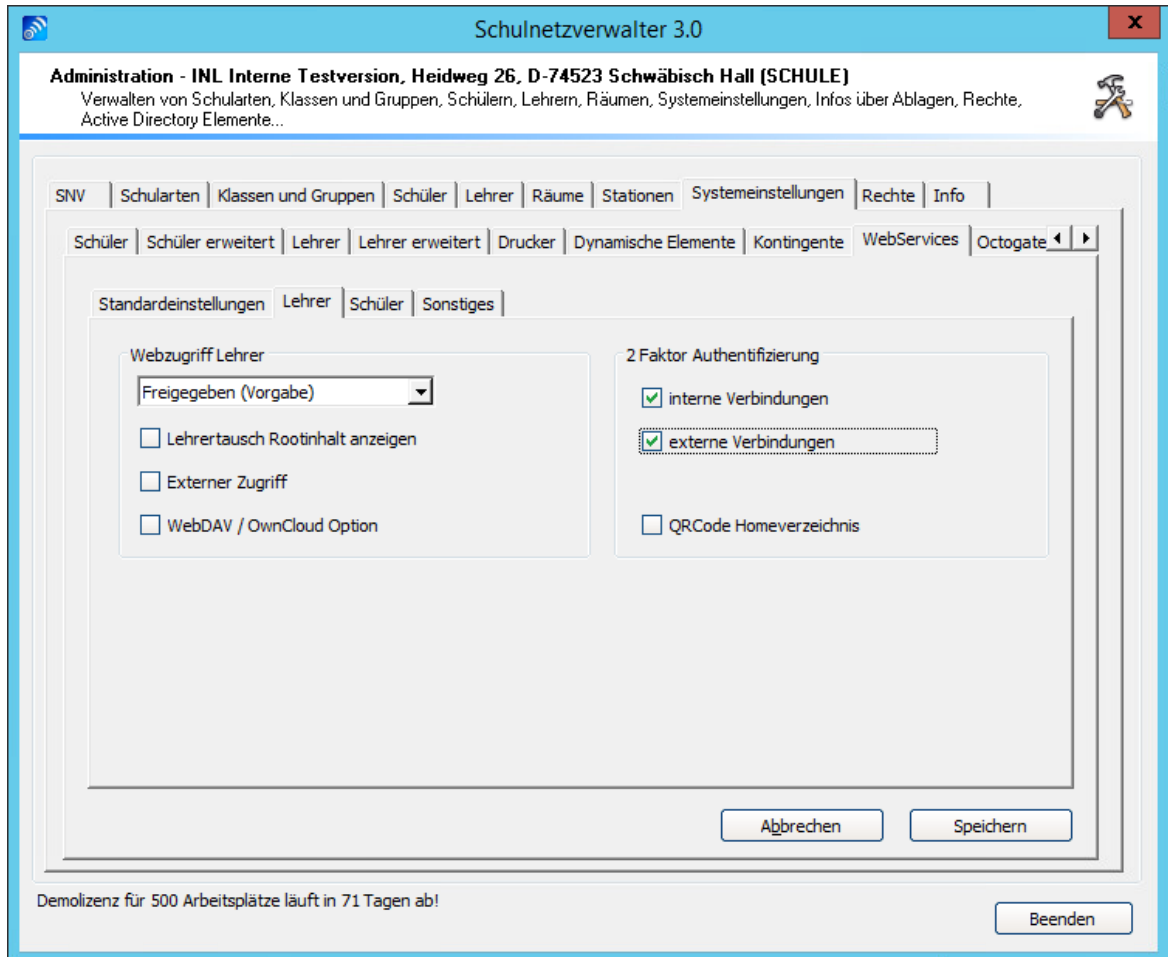 Schulnetzverwalter 3.0
x
Administration - INL Interne Testversion, Heidweg 26, D-74523 Schwäbisch Hall (SCHULE)
Verwalten von Schularten, Klassen und Gruppen, Schülern, Lehrern, Räumen, Systemeinstellungen, Infos über Ablagen, Rechte,
Active Directory Elemente...
SNV Schularten Klassen und Gruppen Schüler Lehrer Räume Stationen Systemeinstellungen Rechte Info
Schüler Schüler erweitert Lehrer Lehrer erweitert Drucker Dynamische Elemente Kontingente WebServices Octogate
Standardeinstellungen Lehrer Schüler Sonstiges
Webzugriff Lehrer
Freigegeben (Vorgabe)
Lehrertausch Rootinhalt anzeigen
Externer Zugriff
WebDAV / OwnCloud Option
2 Faktor Authentifizierung
interne Verbindungen
externe Verbindungen
QRCode Homeverzeichnis
Abbrechen Speichern
Demolizenz für 500 Arbeitsplätze läuft in 71 Tagen ab!
Beenden